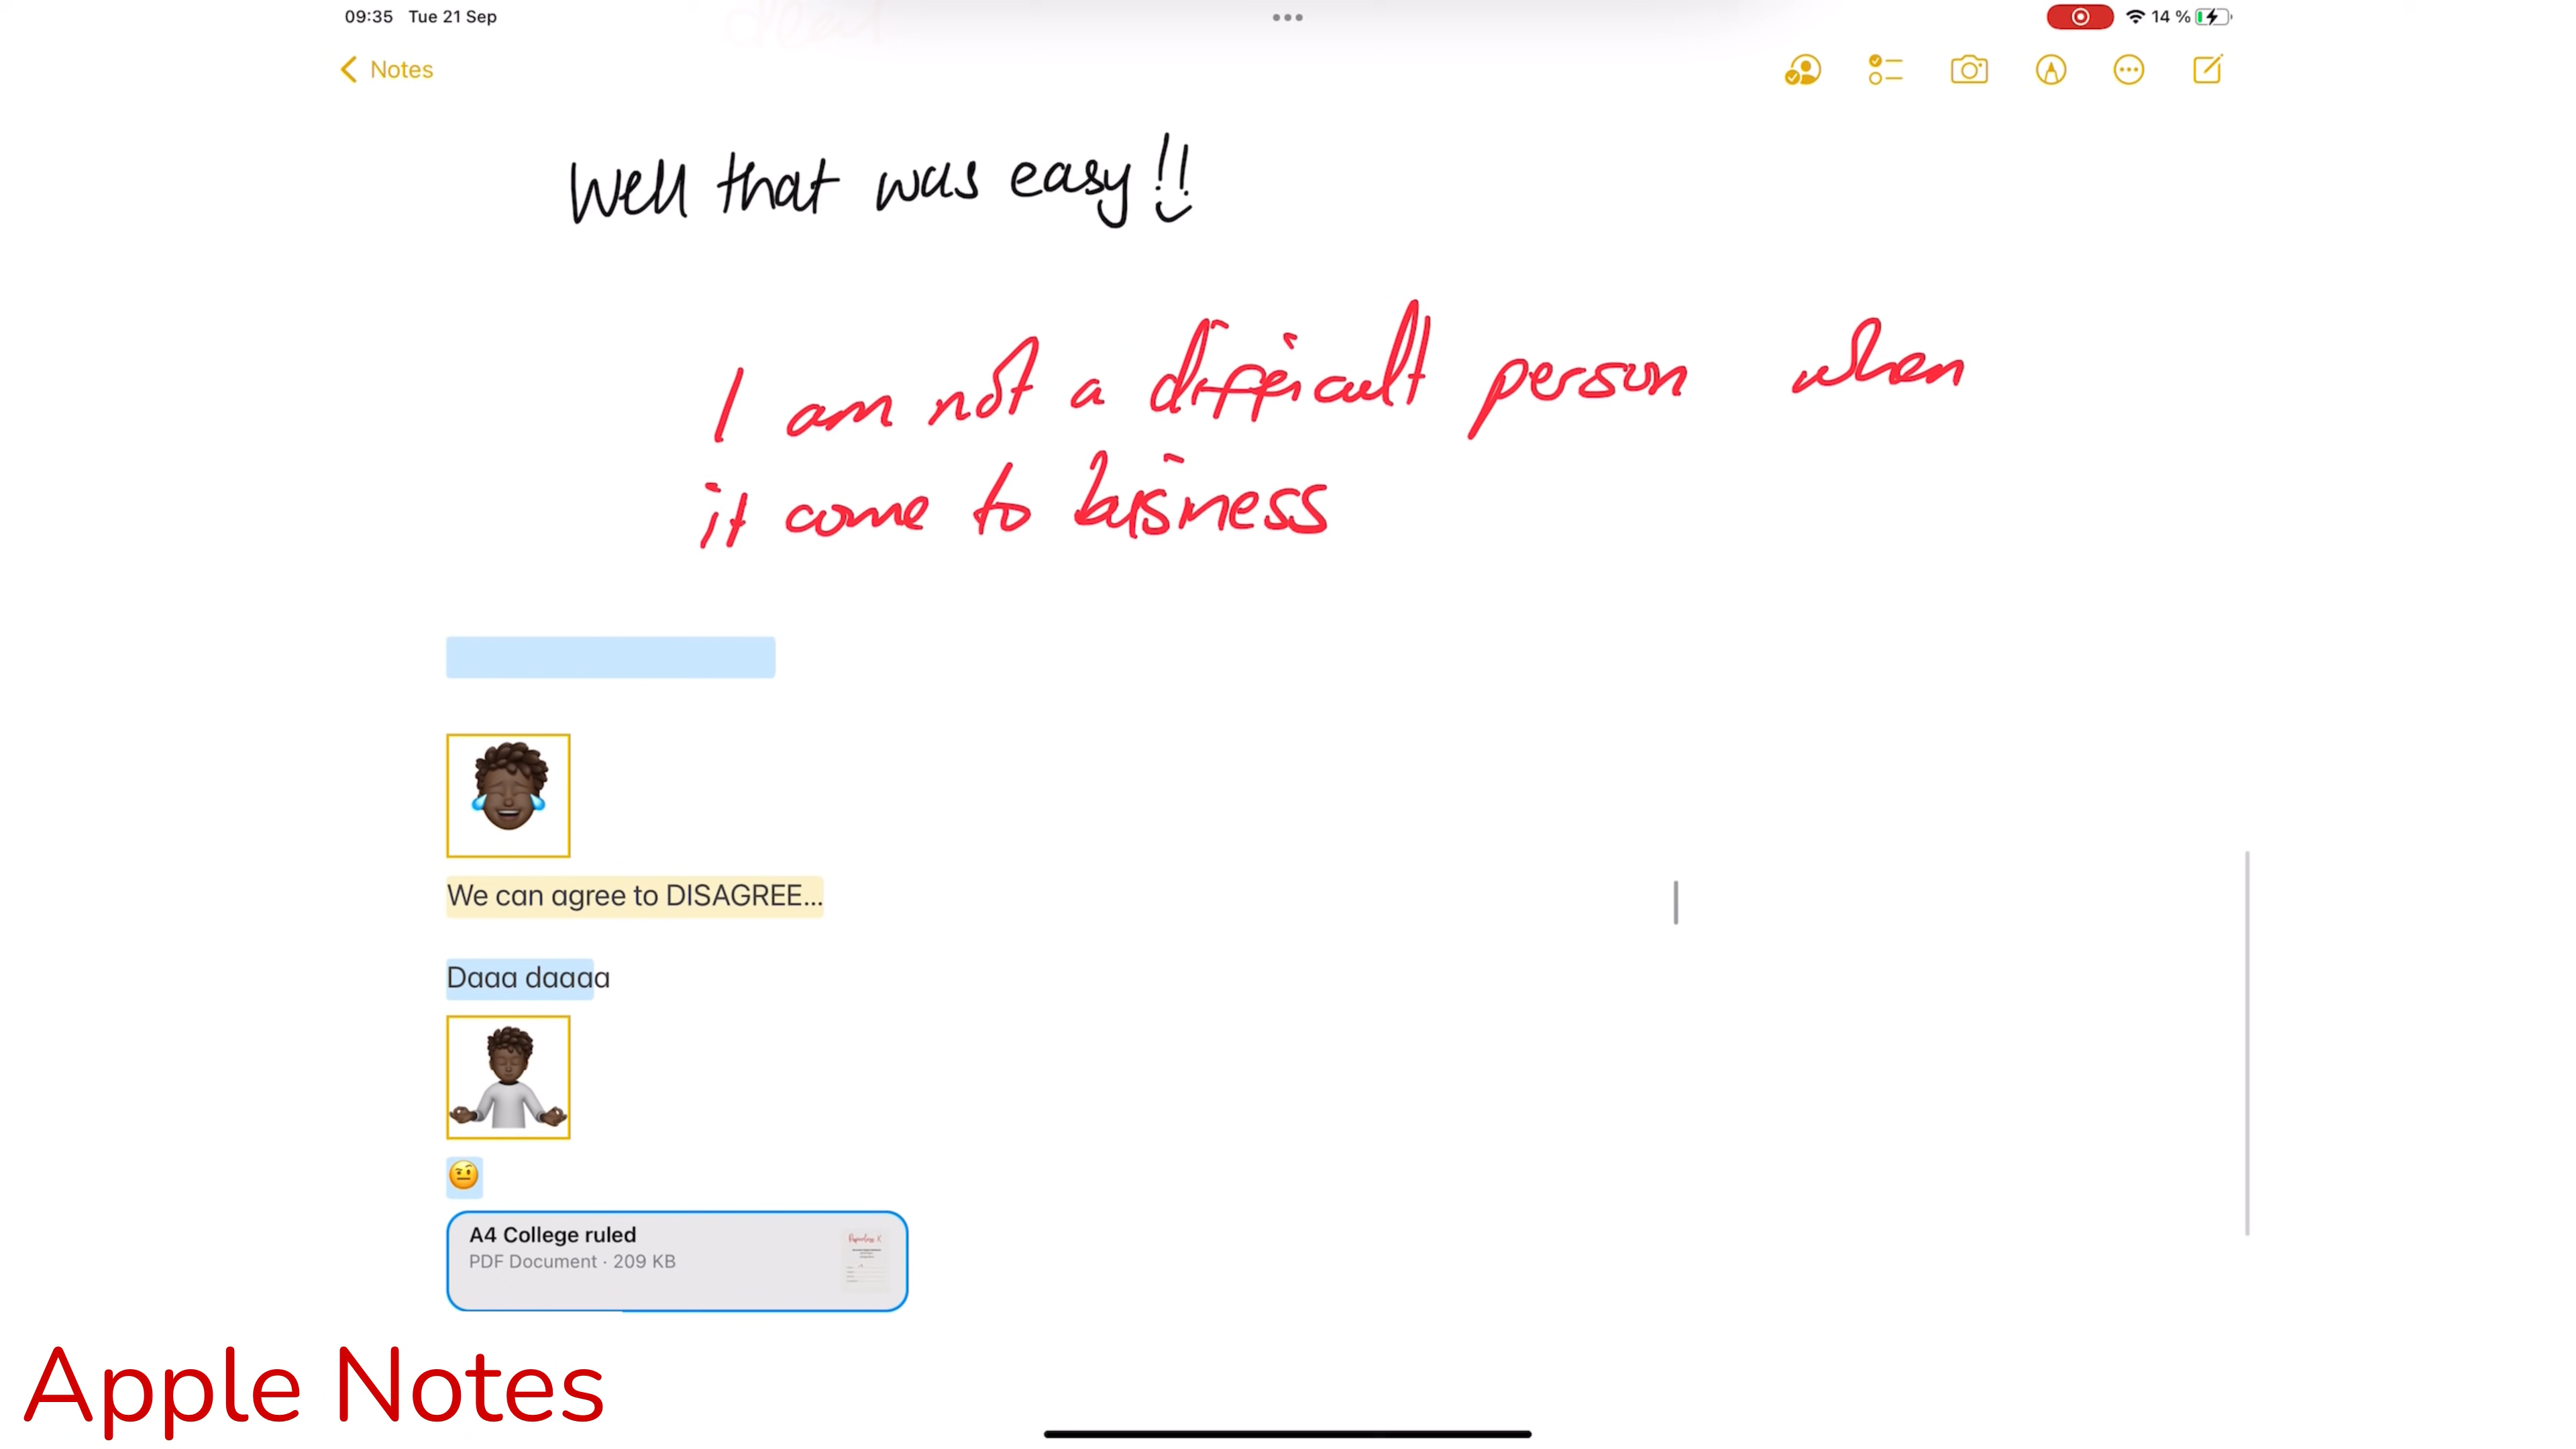 09:35 Tue 21 Sep
14 %
Notes
Well that was easy!!
I am not a difficult person when
it come to business
We can agree to DISAGREE...
Daaa daaaa
A4 College ruled
PDF Document · 209 KB
Paperless X
Apple Notes